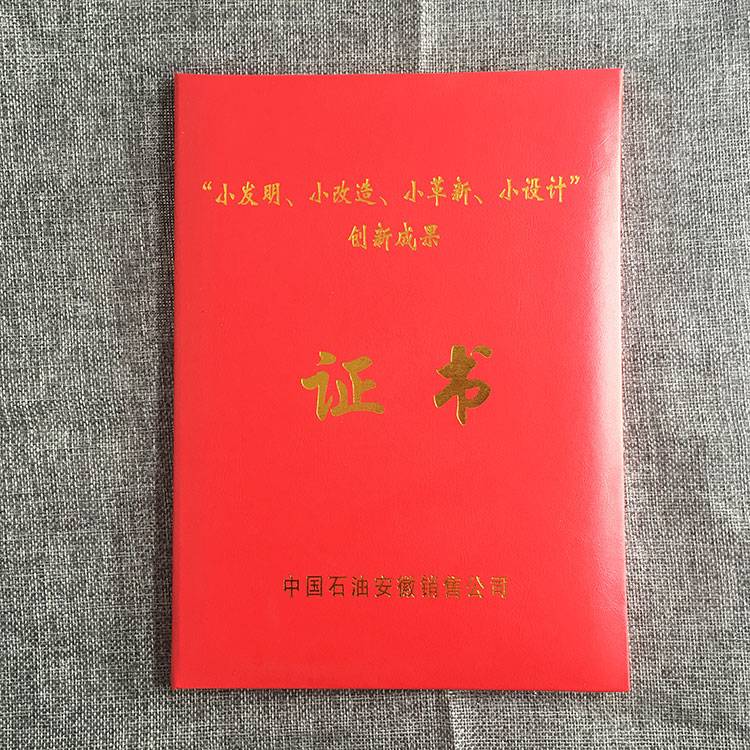 “小发明、小改造、小革新、小设计”
创新成果
证书
中国石油安徽销售公司